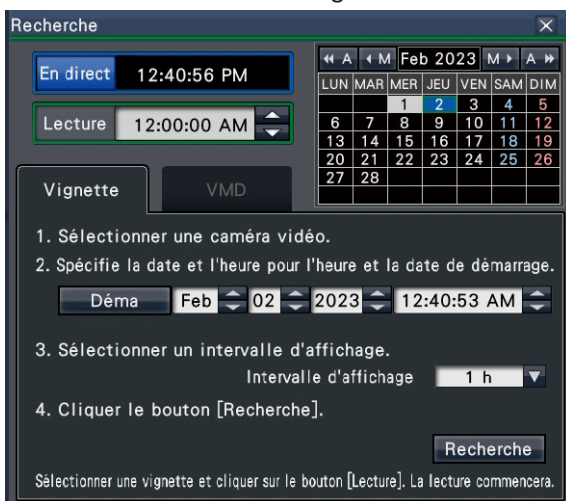 Recherche
En direct 12:40:56 PM
Lecture 12:00:00 AM
A M Feb 2023 M A
LUN MAR MER JEU VEN SAM DIM
1 2 3 4 5
6 7 8 9 10 11 12
13 14 15 16 17 18 19
20 21 22 23 24 25 26
27 28
Vignette VMD
1. Sélectionner une caméra vidéo.
2. Spécifie la date et l'heure pour l'heure et la date de démarrage.
Déma Feb 02 2023 12:40:53 AM
3. Sélectionner un intervalle d'affichage.
Intervalle d'affichage 1 h
4. Cliquer le bouton [Recherche].
Recherche
Sélectionner une vignette et cliquer sur le bouton [Lecture]. La lecture commencera.